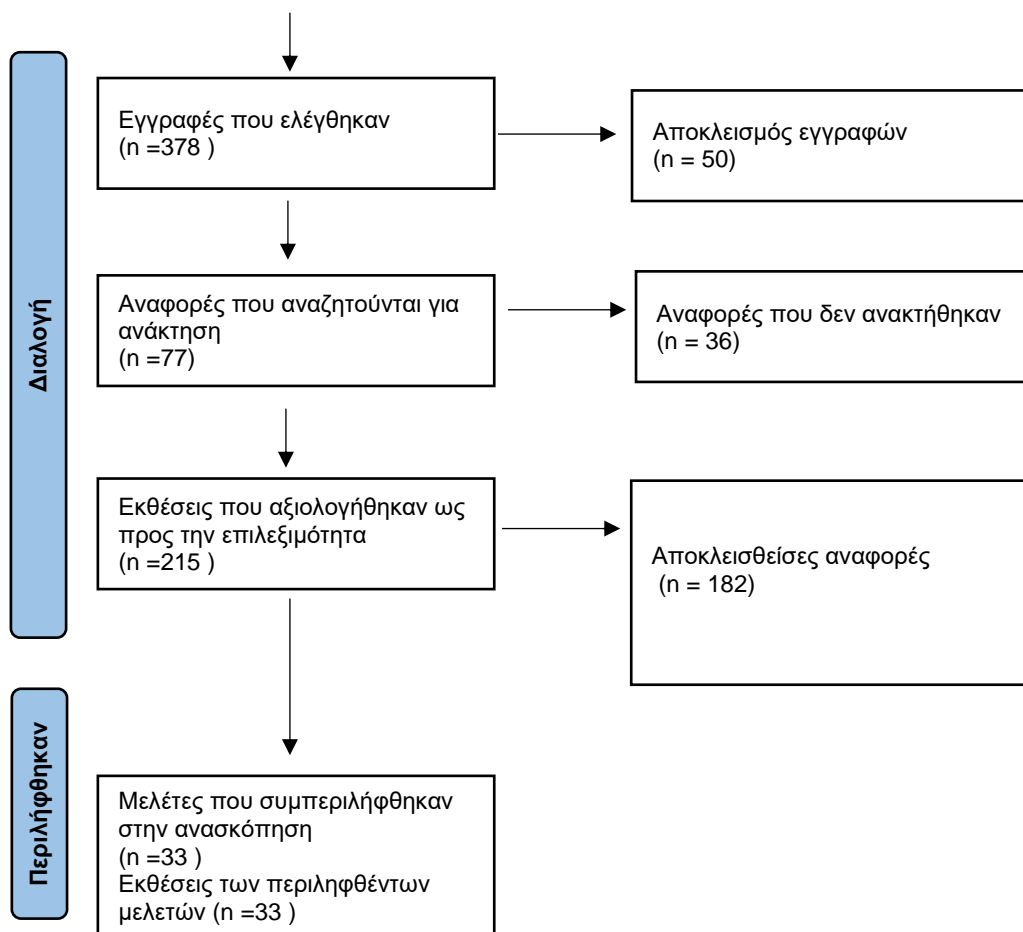 Διαλογή
Εγγραφές που ελέγθηκαν
(n =378 )
Αποκλεισμός εγγραφών
(n = 50)
Αναφορές που αναζητούνται για
ανάκτηση
(n =77)
Αναφορές που δεν ανακτήθηκαν
(n = 36)
Εκθέσεις που αξιολογήθηκαν ως
προς την επιλεξιμότητα
(n =215 )
Αποκλεισθείσες αναφορές
(n = 182)
Περιλήφθηκαν
Μελέτες που συμπεριλήφθηκαν
στην ανασκόπηση
(n =33 )
Εκθέσεις των περιληφθέντων
μελετών (n =33 )